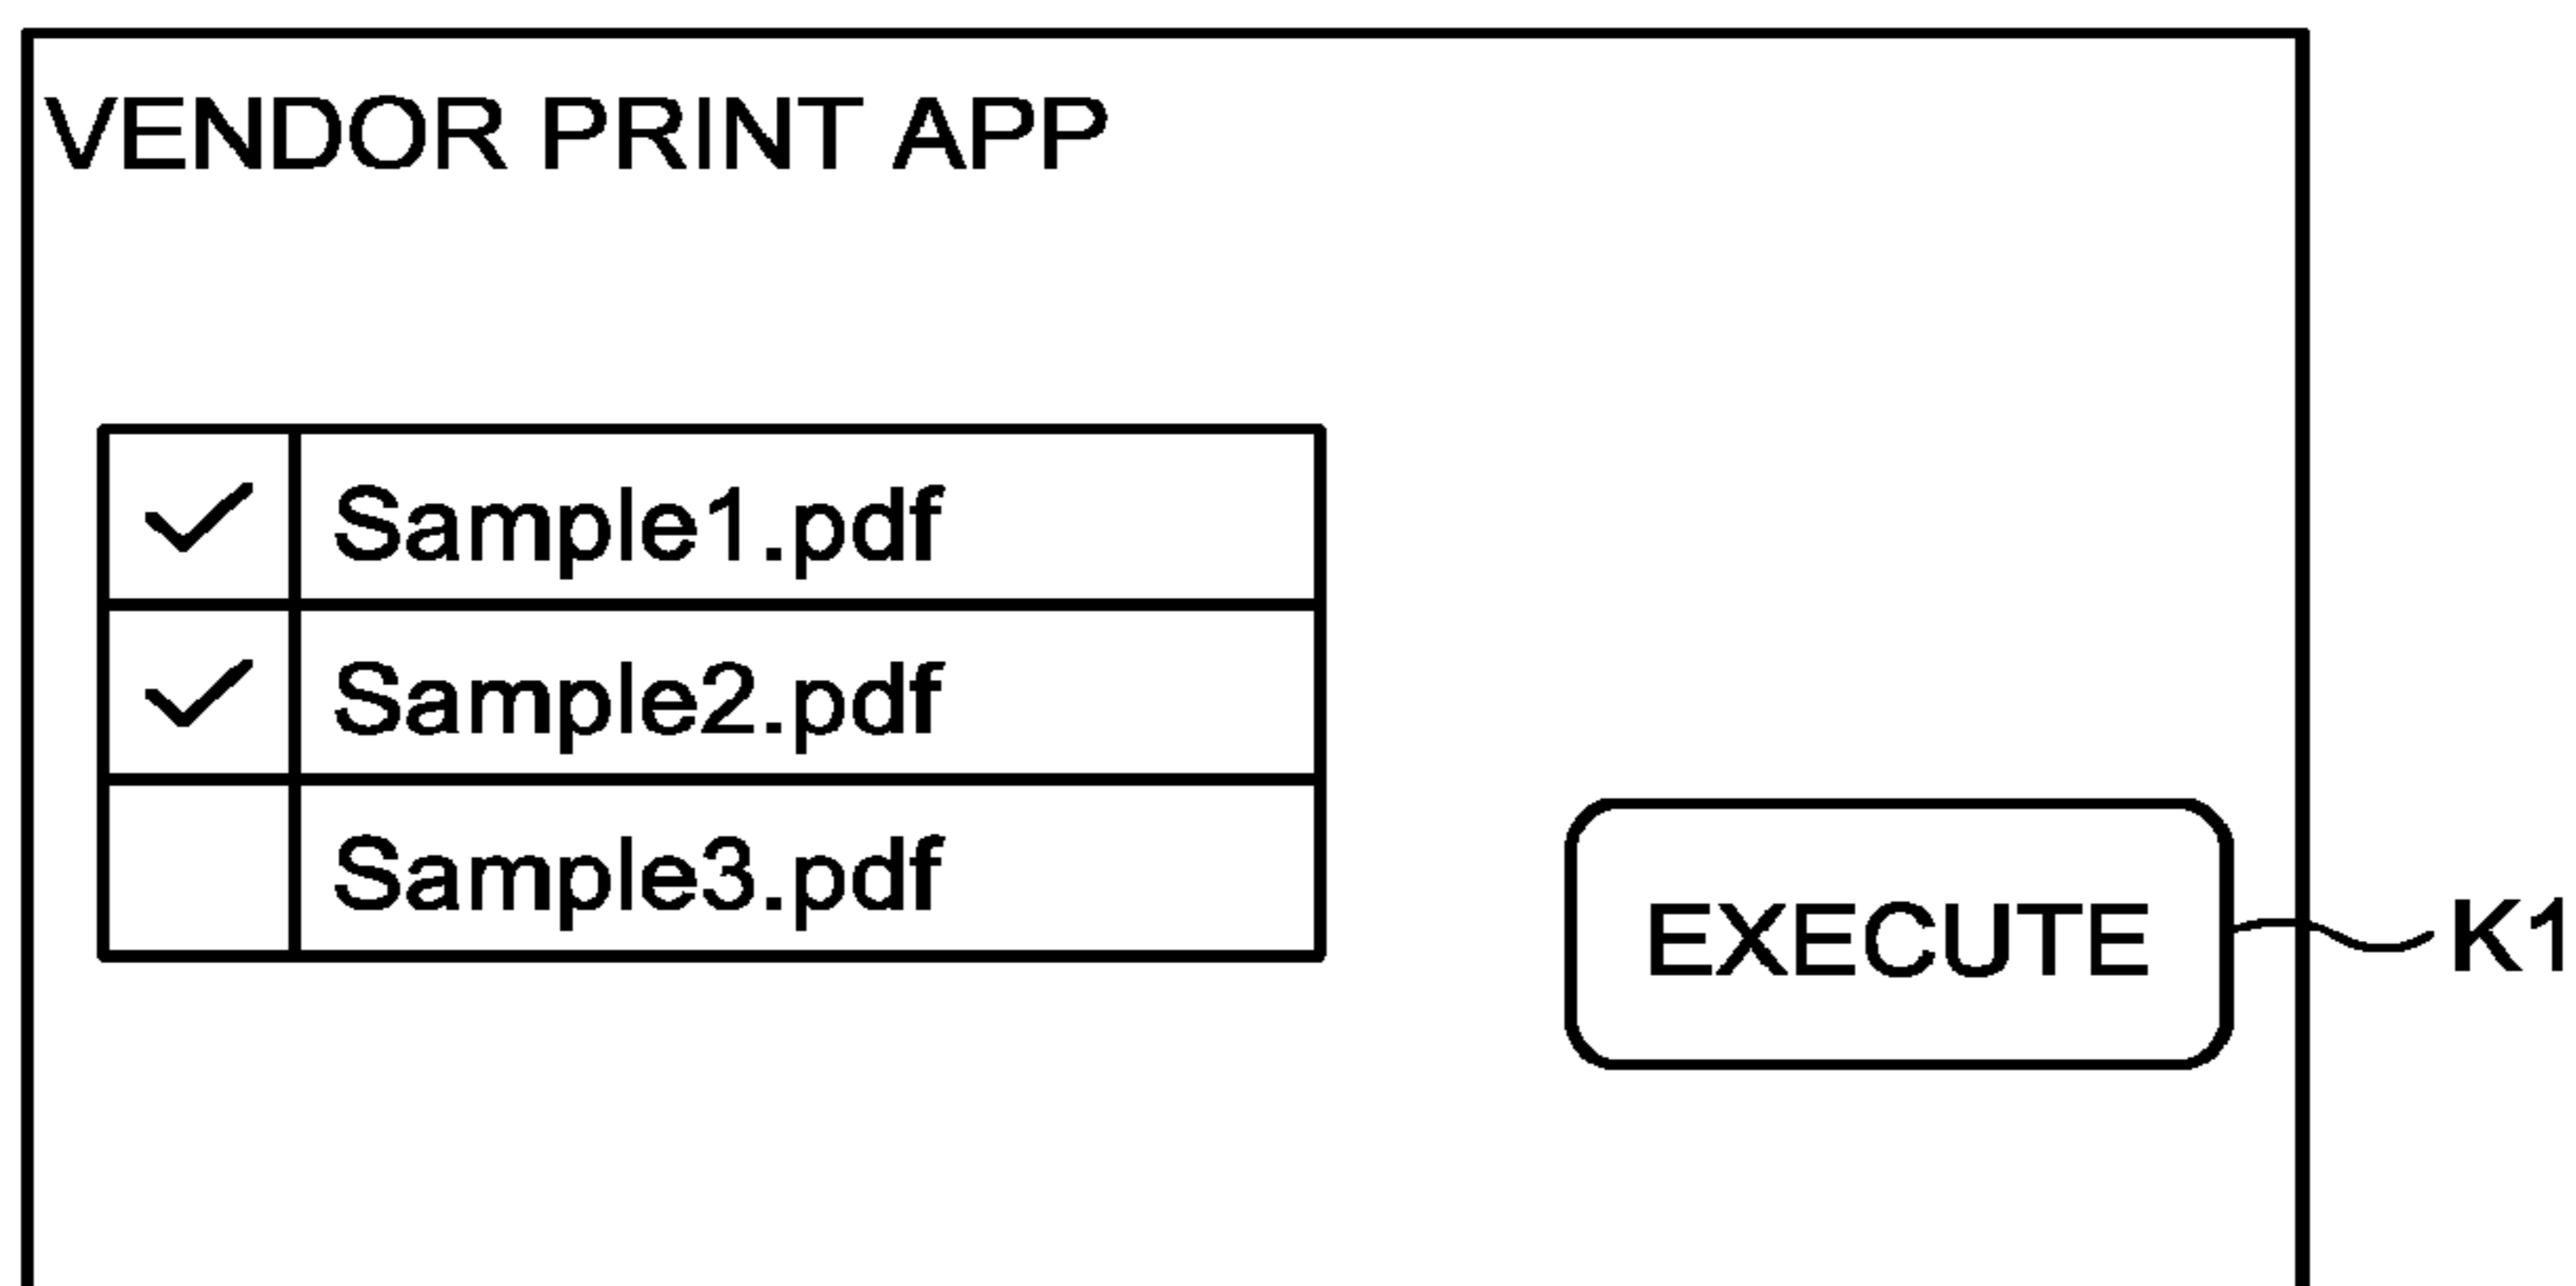 VENDOR PRINT APP
✓ Sample1.pdf
✓ Sample2.pdf
Sample3.pdf
EXECUTE
K1